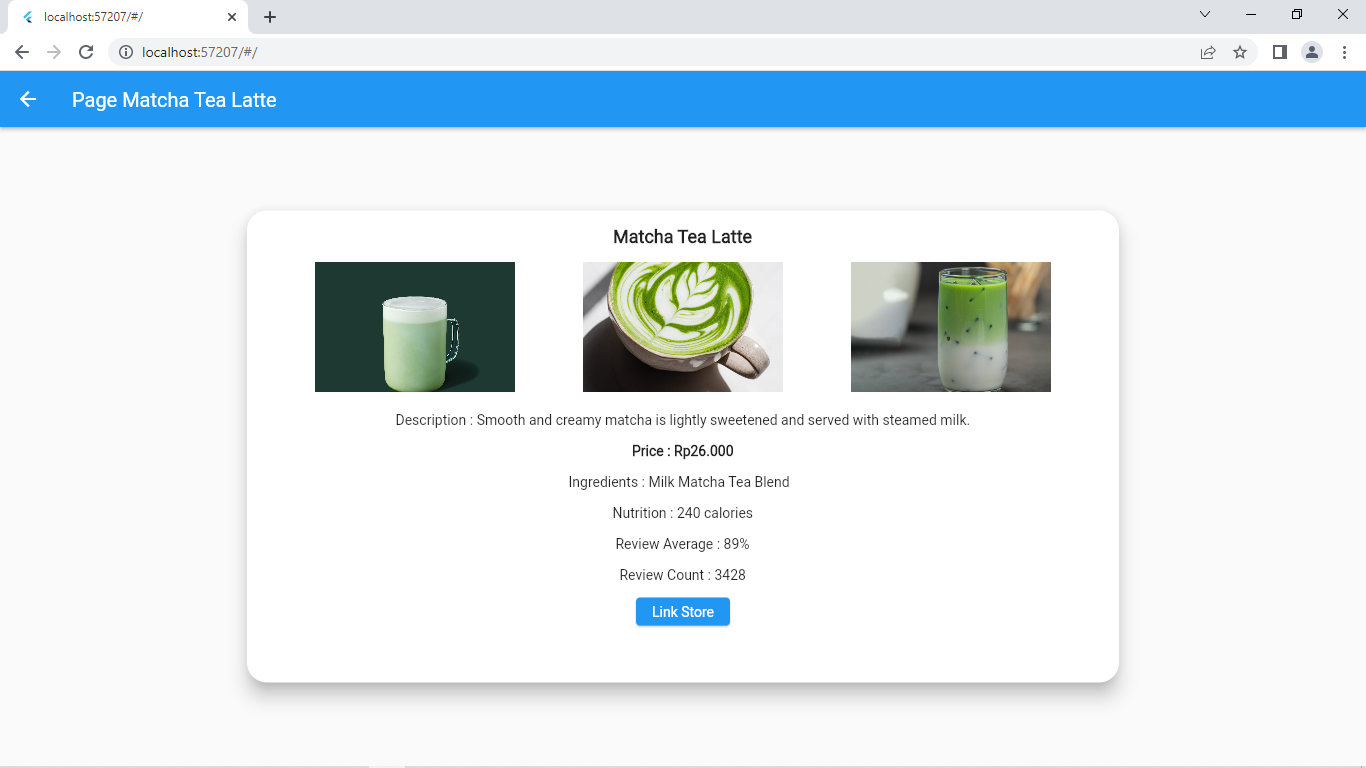 localhost:57207/#/
localhost:57207/#/
Page Matcha Tea Latte
Matcha Tea Latte
Description : Smooth and creamy matcha is lightly sweetened and served with steamed milk.
Price : Rp26.000
Ingredients : Milk Matcha Tea Blend
Nutrition : 240 calories
Review Average : 89%
Review Count : 3428
Link Store